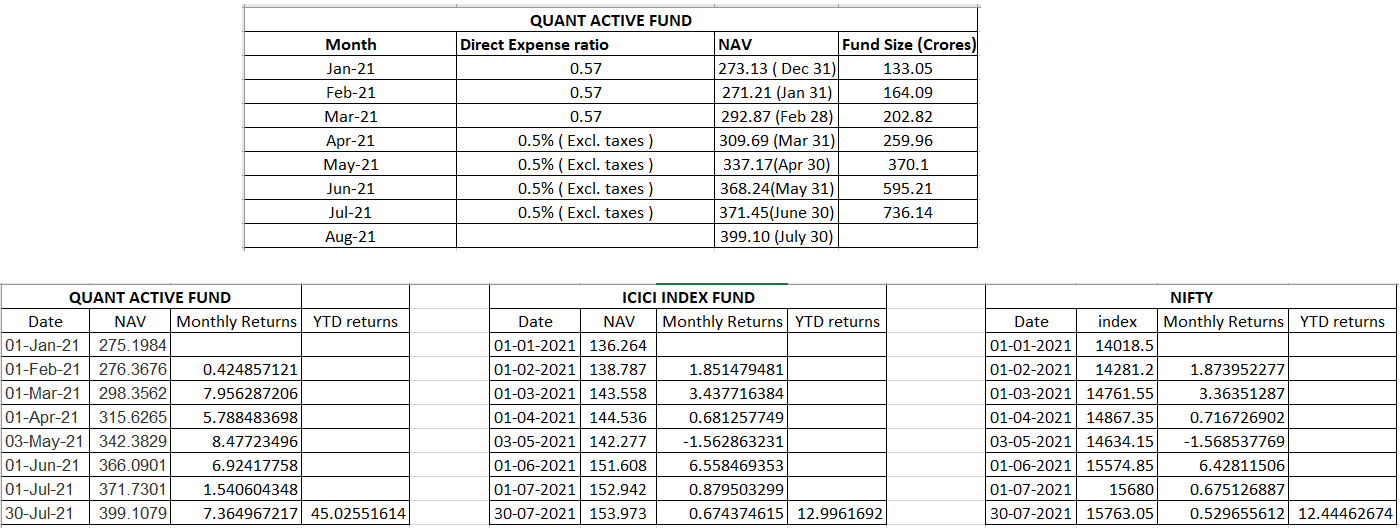 QUANT ACTIVE FUND
Month Direct Expense ratio NAV Fund Size (Crores)
Jan-21 0.57 273.13 ( Dec 31) 133.05
Feb-21 0.57 271.21 (Jan 31) 164.09
Mar-21 0.57 292.87 (Feb 28) 202.82
Apr-21 0.5% ( Excl. taxes ) 309.69 (Mar 31) 259.96
May-21 0.5% ( Excl. taxes ) 337.17(Apr 30) 370.1
Jun-21 0.5% ( Excl. taxes ) 368.24(May 31) 595.21
Jul-21 0.5% ( Excl. taxes ) 371.45(June 30) 736.14
Aug-21 399.10 (July 30)
QUANT ACTIVE FUND ICICI INDEX FUND NIFTY
Date NAV Monthly Returns YTD returns Date NAV Monthly Returns YTD returns Date index Monthly Returns YTD returns
01-Jan-21 275.1984 01-01-2021 136.264 01-01-2021 14018.5
01-Feb-21 276.3676 0.424857121 01-02-2021 138.787 1.851479481 01-02-2021 14281.2 1.873952277
01-Mar-21 298.3562 7.956287206 01-03-2021 143.558 3.437716384 01-03-2021 14761.55 3.36351287
01-Apr-21 315.6265 5.788483698 01-04-2021 144.536 0.681257749 01-04-2021 14867.35 0.716726902
03-May-21 342.3829 8.47723496 03-05-2021 142.277 -1.562863231 03-05-2021 14634.15 -1.568537769
01-Jun-21 366.0901 6.92417758 01-06-2021 151.608 6.558469353 01-06-2021 15574.85 6.42811506
01-Jul-21 371.7301 1.540604348 01-07-2021 152.942 0.879503299 01-07-2021 15680 0.675126887
30-Jul-21 399.1079 7.364967217 45.02551614 30-07-2021 153.973 0.674374615 12.9961692 30-07-2021 15763.05 0.529655612 12.44462674